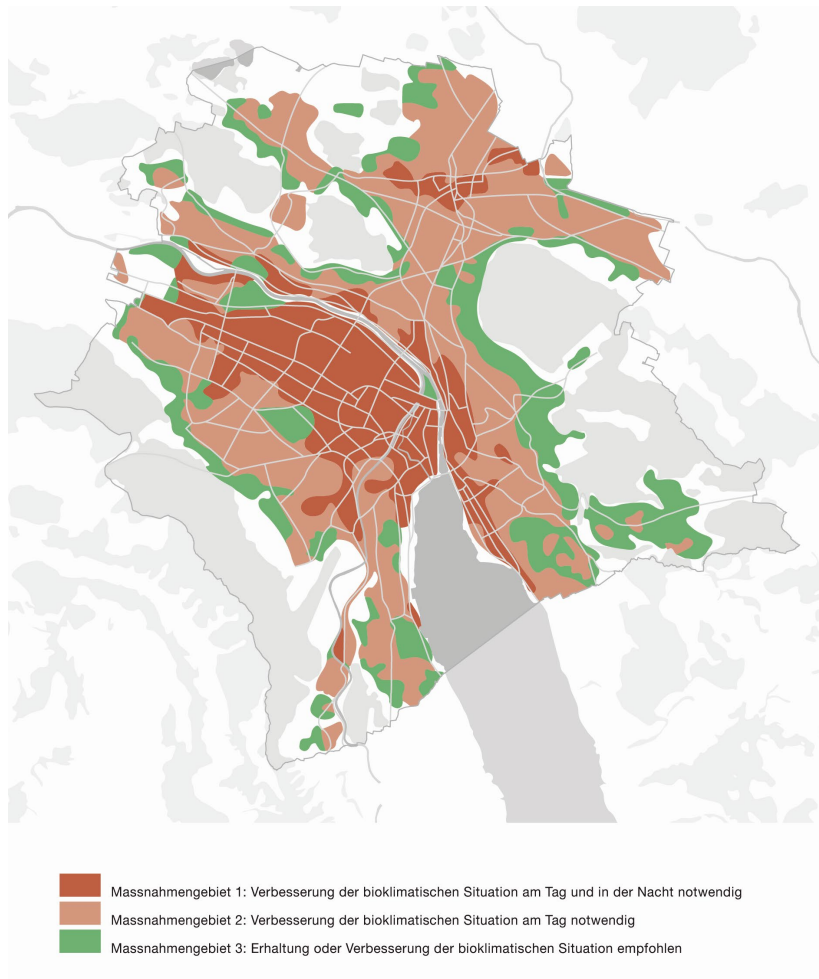 Massnahmengebiet 1: Verbesserung der bioklimatischen Situation am Tag und in der Nacht notwendig
Massnahmengebiet 2: Verbesserung der bioklimatischen Situation am Tag notwendig
Massnahmengebiet 3: Erhaltung oder Verbesserung der bioklimatischen Situation empfohlen